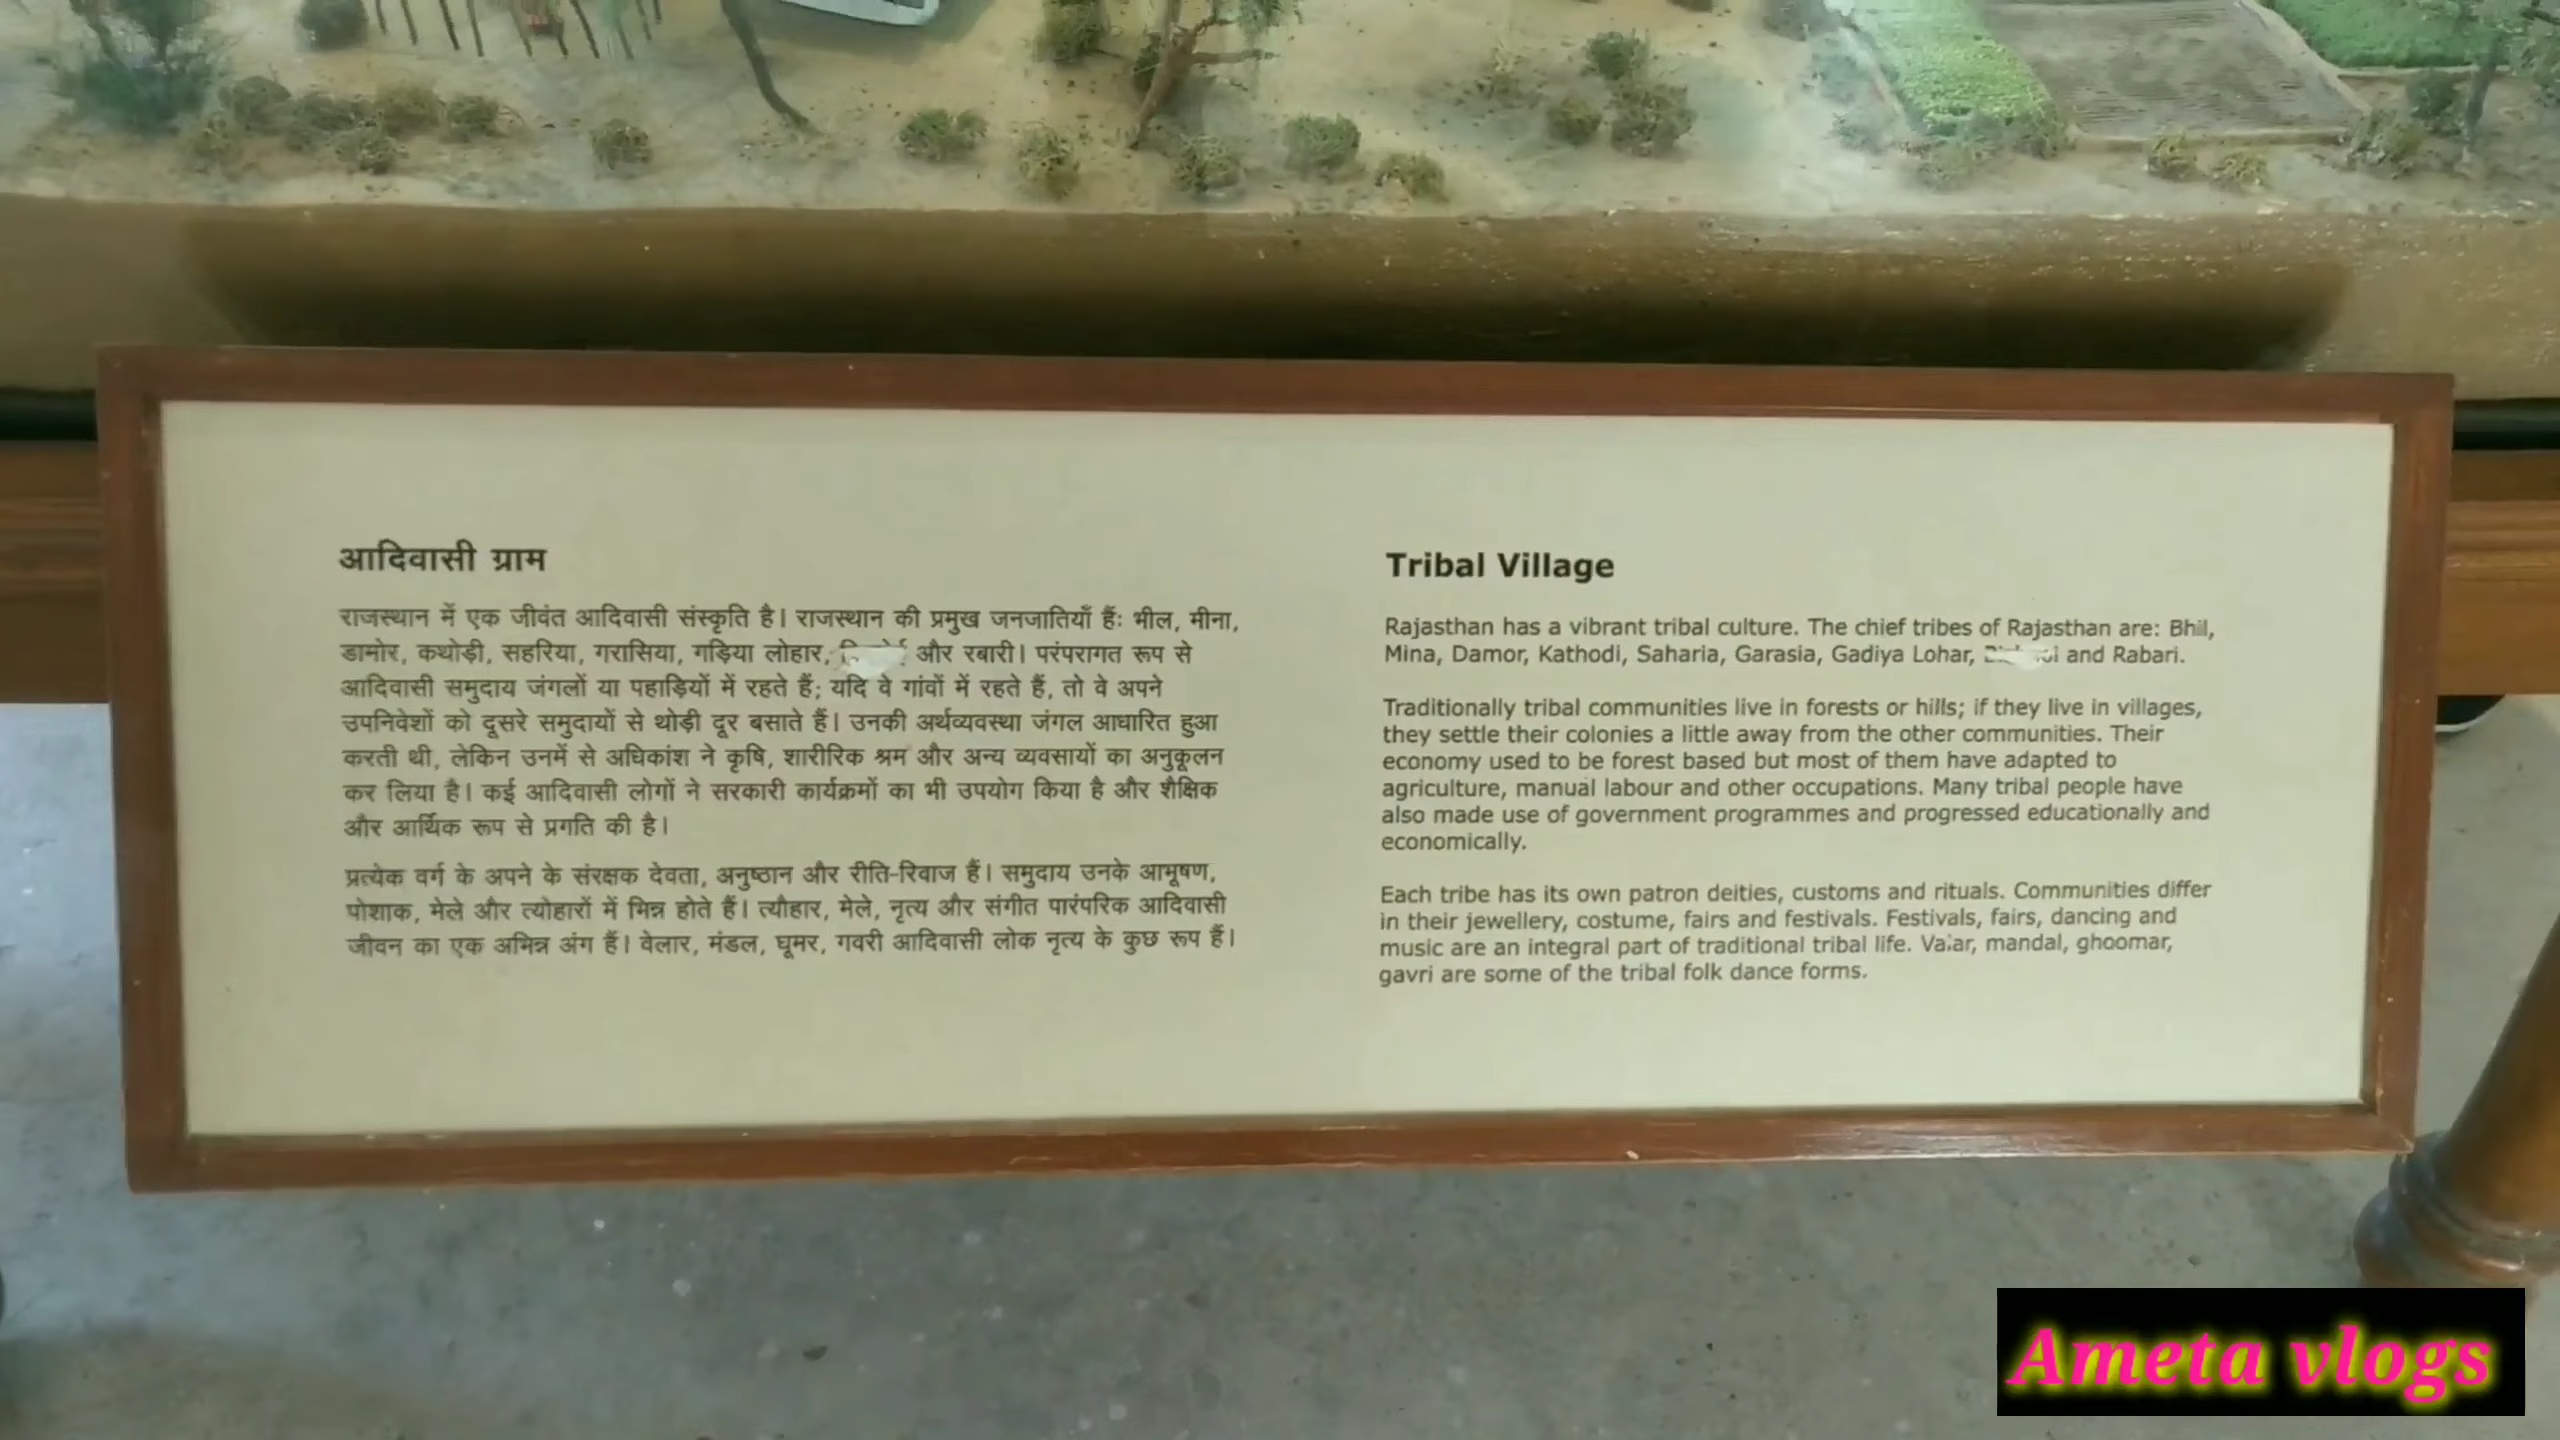 आदिवासी ग्राम
राजस्थान में एक जीवंत आदिवासी संस्कृति है। राजस्थान की प्रमुख जनजातियाँ हैंः भील, मीना,
डामोर, कथोड़ी, सहरिया, गरासिया, गड़िया लोहार, और रबारी। परंपरागत रूप से
आदिवासी समुदाय जंगलों या पहाड़ियों में रहते हैं; यदि वे गांवों में रहते हैं, तो वे अपने
उपनिवेशों को दूसरे समुदायों से थोड़ी दूर बसाते हैं। उनकी अर्थव्यवस्था जंगल आधारित हुआ
करती थी, लेकिन उनमें से अधिकांश ने कृषि, शारीरिक श्रम और अन्य व्यवसायों का अनुकूलन
कर लिया है। कई आदिवासी लोगों ने सरकारी कार्यक्रमों का भी उपयोग किया है और शैक्षिक
और आर्थिक रूप से प्रगति की है।
प्रत्येक वर्ग के अपने के संरक्षक देवता, अनुष्ठान और रीति-रिवाज हैं। समुदाय उनके आभूषण,
पोशाक, मेले और त्योहारों में भिन्न होते हैं। त्यौहार, मेले, नृत्य और संगीत पारंपरिक आदिवासी
जीवन का एक अभिन्न अंग हैं। वेलार, मंडल, घूमर, गवरी आदिवासी लोक नृत्य के कुछ रूप हैं।
Tribal Village
Rajasthan has a vibrant tribal culture. The chief tribes of Rajasthan are: Bhil,
Mina, Damor, Kathodi, Saharia, Garasia, Gadiya Lohar, and Rabari.
Traditionally tribal communities live in forests or hills; if they live in villages,
they settle their colonies a little away from the other communities. Their
economy used to be forest based but most of them have adapted to
agriculture, manual labour and other occupations. Many tribal people have
also made use of government programmes and progressed educationally and
economically.
Each tribe has its own patron deities, customs and rituals. Communities differ
in their jewellery, costume, fairs and festivals. Festivals, fairs, dancing and
music are an integral part of traditional tribal life. Valar, mandal, ghoomar,
gavri are some of the tribal folk dance forms.
Ameta vlogs